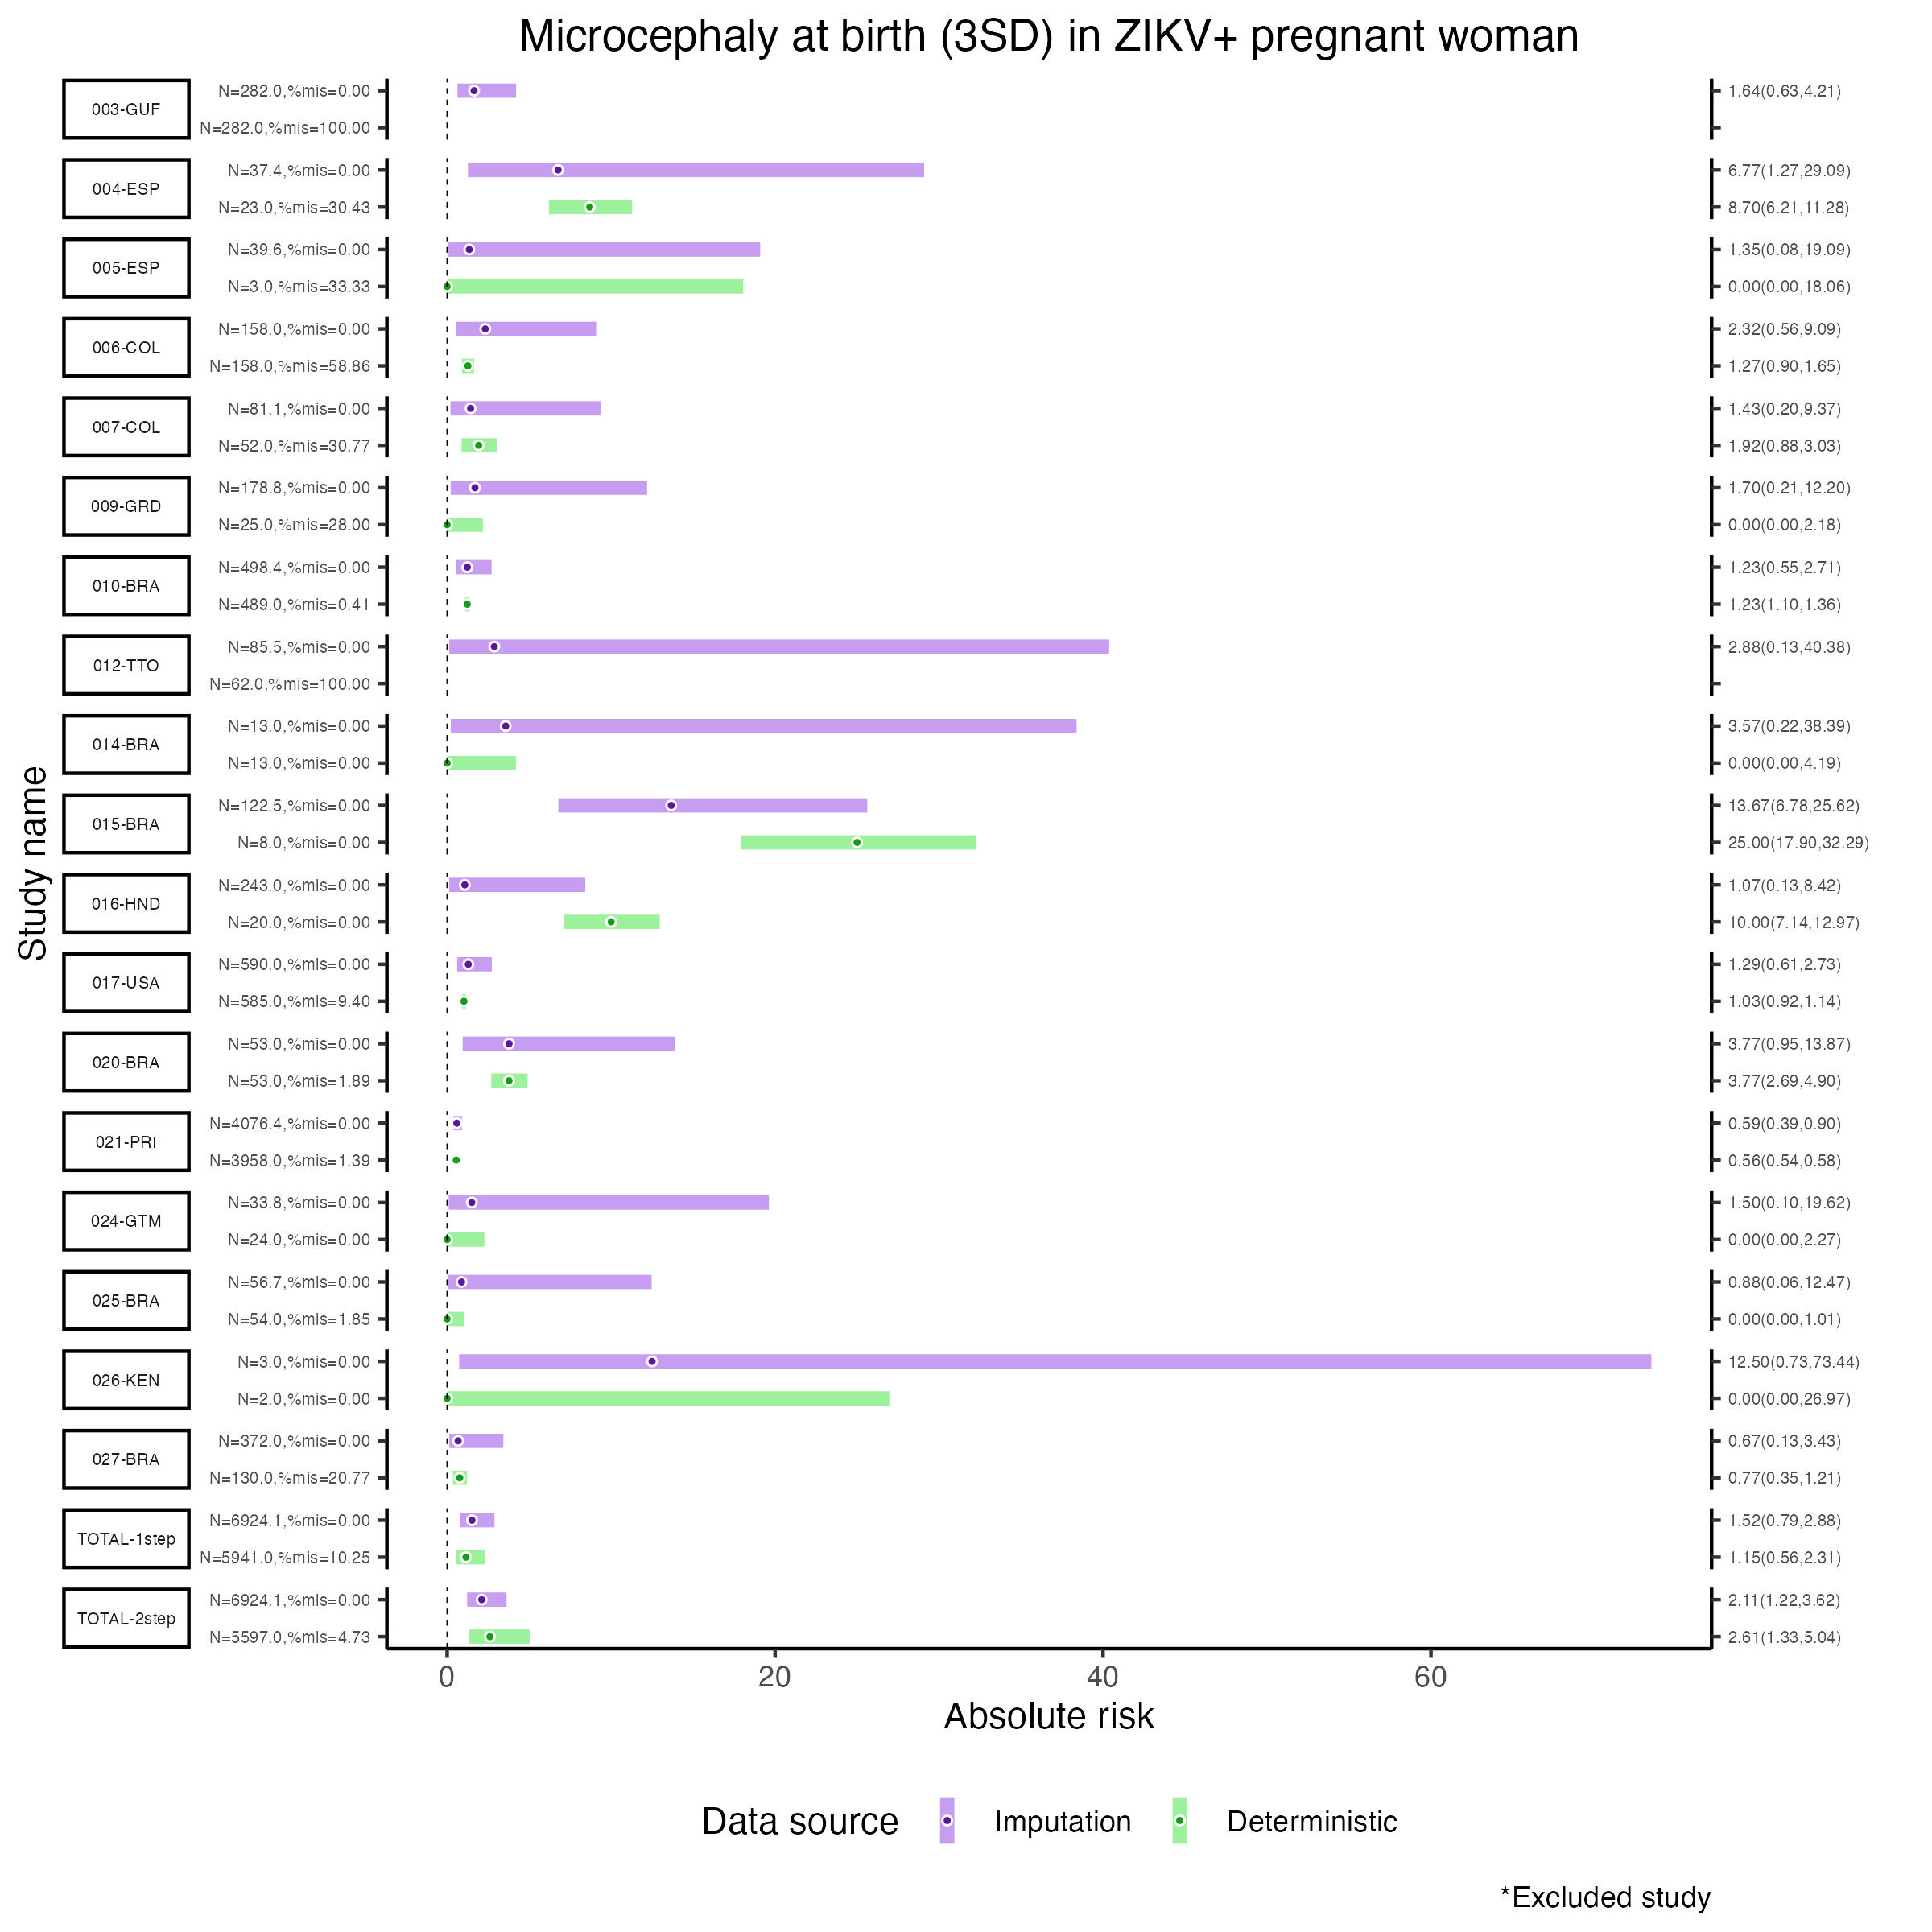 Microcephaly at birth (3SD) in ZIKV+ pregnant woman
Study name
003-GUF
N=282.0,%mis=0.00
1.64(0.63,4.21)
N=282.0,%mis=100.00
004-ESP
N=37.4,%mis=0.00
6.77(1.27,29.09)
N=23.0,%mis=30.43
8.70(6.21,11.28)
005-ESP
N=39.6,%mis=0.00
1.35(0.08,19.09)
N=3.0,%mis=33.33
0.00(0.00,18.06)
006-COL
N=158.0,%mis=0.00
2.32(0.56,9.09)
N=158.0,%mis=58.86
1.27(0.90,1.65)
007-COL
N=81.1,%mis=0.00
1.43(0.20,9.37)
N=52.0,%mis=30.77
1.92(0.88,3.03)
009-GRD
N=178.8,%mis=0.00
1.70(0.21,12.20)
N=25.0,%mis=28.00
0.00(0.00,2.18)
010-BRA
N=498.4,%mis=0.00
1.23(0.55,2.71)
N=489.0,%mis=0.41
1.23(1.10,1.36)
012-TTO
N=85.5,%mis=0.00
2.88(0.13,40.38)
N=62.0,%mis=100.00
014-BRA
N=13.0,%mis=0.00
3.57(0.22,38.39)
N=13.0,%mis=0.00
0.00(0.00,4.19)
015-BRA
N=122.5,%mis=0.00
13.67(6.78,25.62)
N=8.0,%mis=0.00
25.00(17.90,32.29)
016-HND
N=243.0,%mis=0.00
1.07(0.13,8.42)
N=20.0,%mis=0.00
10.00(7.14,12.97)
017-USA
N=590.0,%mis=0.00
1.29(0.61,2.73)
N=585.0,%mis=9.40
1.03(0.92,1.14)
020-BRA
N=53.0,%mis=0.00
3.77(0.95,13.87)
N=53.0,%mis=1.89
3.77(2.69,4.90)
021-PRI
N=4076.4,%mis=0.00
0.59(0.39,0.90)
N=3958.0,%mis=1.39
0.56(0.54,0.58)
024-GTM
N=33.8,%mis=0.00
1.50(0.10,19.62)
N=24.0,%mis=0.00
0.00(0.00,2.27)
025-BRA
N=56.7,%mis=0.00
0.88(0.06,12.47)
N=54.0,%mis=1.85
0.00(0.00,1.01)
026-KEN
N=3.0,%mis=0.00
12.50(0.73,73.44)
N=2.0,%mis=0.00
0.00(0.00,26.97)
027-BRA
N=372.0,%mis=0.00
0.67(0.13,3.43)
N=130.0,%mis=20.77
0.77(0.35,1.21)
TOTAL-1step
N=6924.1,%mis=0.00
1.52(0.79,2.88)
N=5941.0,%mis=10.25
1.15(0.56,2.31)
TOTAL-2step
N=6924.1,%mis=0.00
2.11(1.22,3.62)
N=5597.0,%mis=4.73
2.61(1.33,5.04)
0 20 40 60
Absolute risk
Data source Imputation Deterministic
*Excluded study